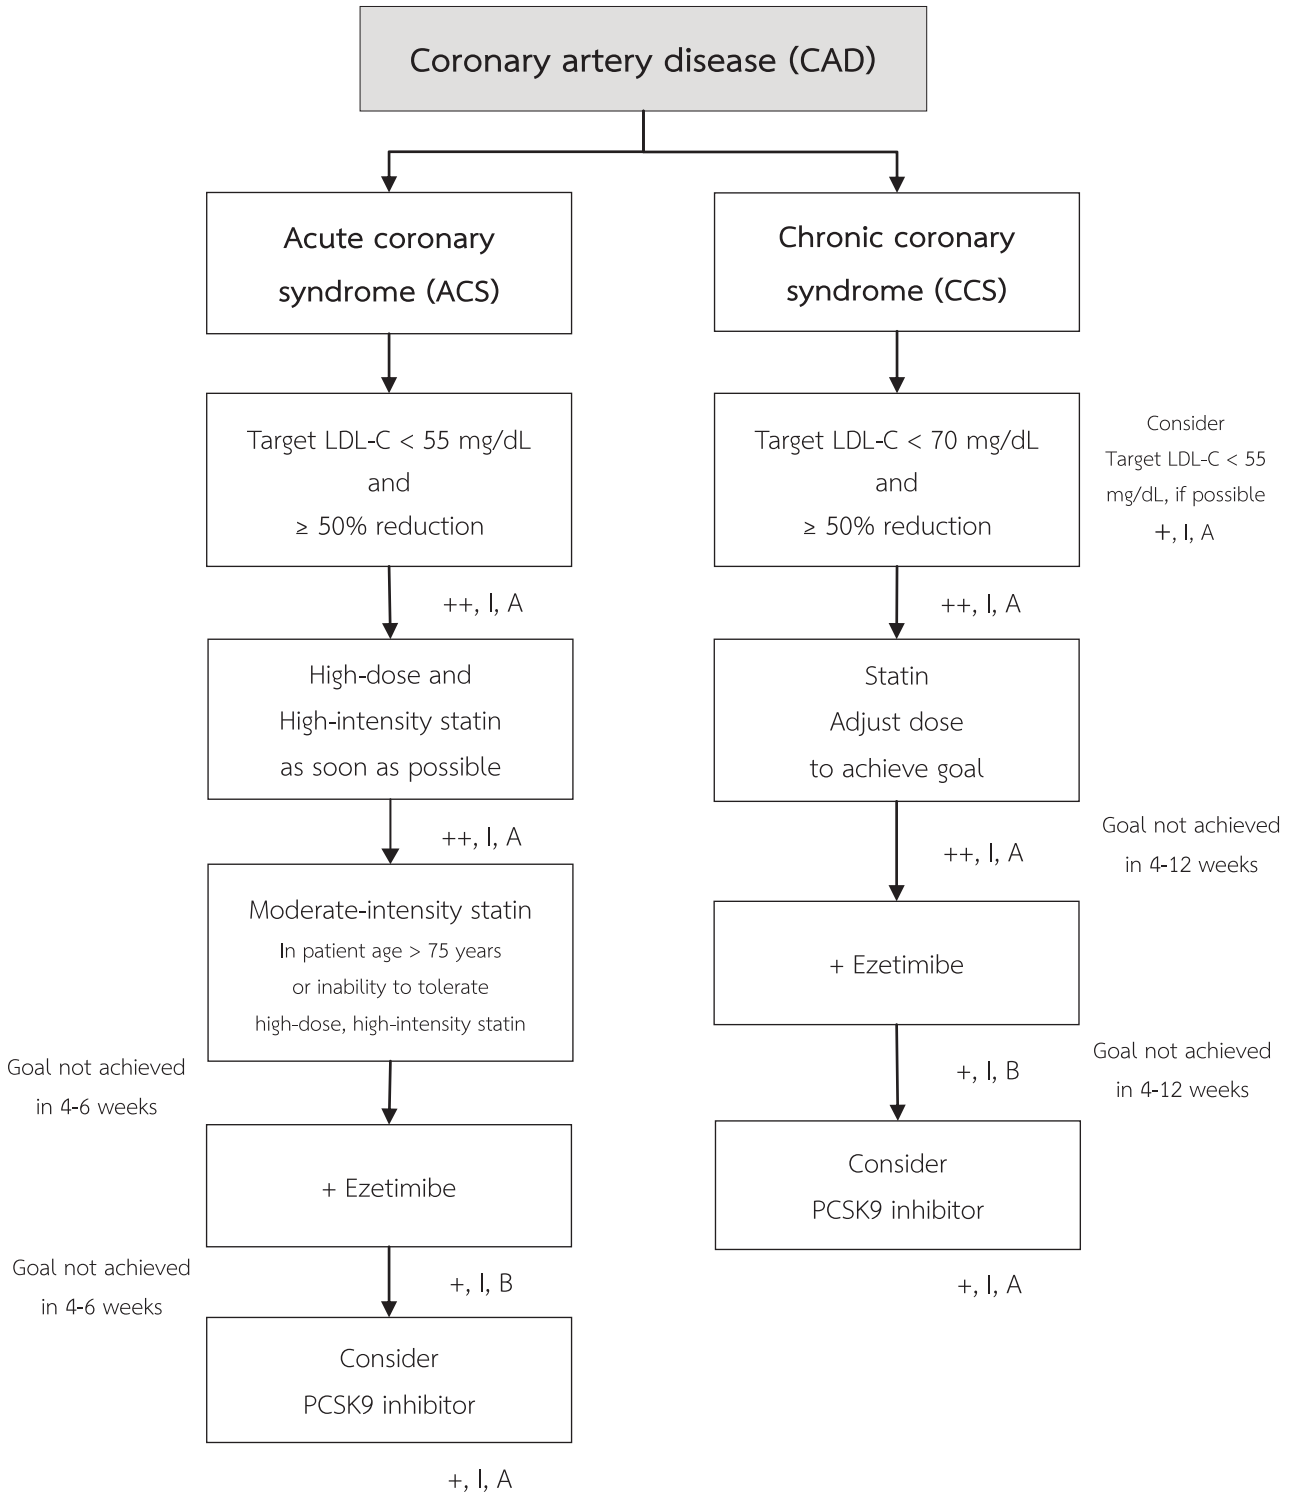 Coronary artery disease (CAD)
Acute coronary
syndrome (ACS)
Target LDL-C < 55 mg/dL
and
≥ 50% reduction
++, I, A
High-dose and
High-intensity statin
as soon as possible
++, I, A
Moderate-intensity statin
In patient age > 75 years
or inability to tolerate
high-dose, high-intensity statin
Goal not achieved
in 4-6 weeks
+ Ezetimibe
Goal not achieved
in 4-6 weeks
+, I, B
Consider
PCSK9 inhibitor
+, I, A
Chronic coronary
syndrome (CCS)
Target LDL-C < 70 mg/dL
and
≥ 50% reduction
Consider
Target LDL-C < 55
mg/dL, if possible
+, I, A
++, I, A
Statin
Adjust dose
to achieve goal
++, I, A
Goal not achieved
in 4-12 weeks
+ Ezetimibe
+, I, B
Goal not achieved
in 4-12 weeks
Consider
PCSK9 inhibitor
+, I, A